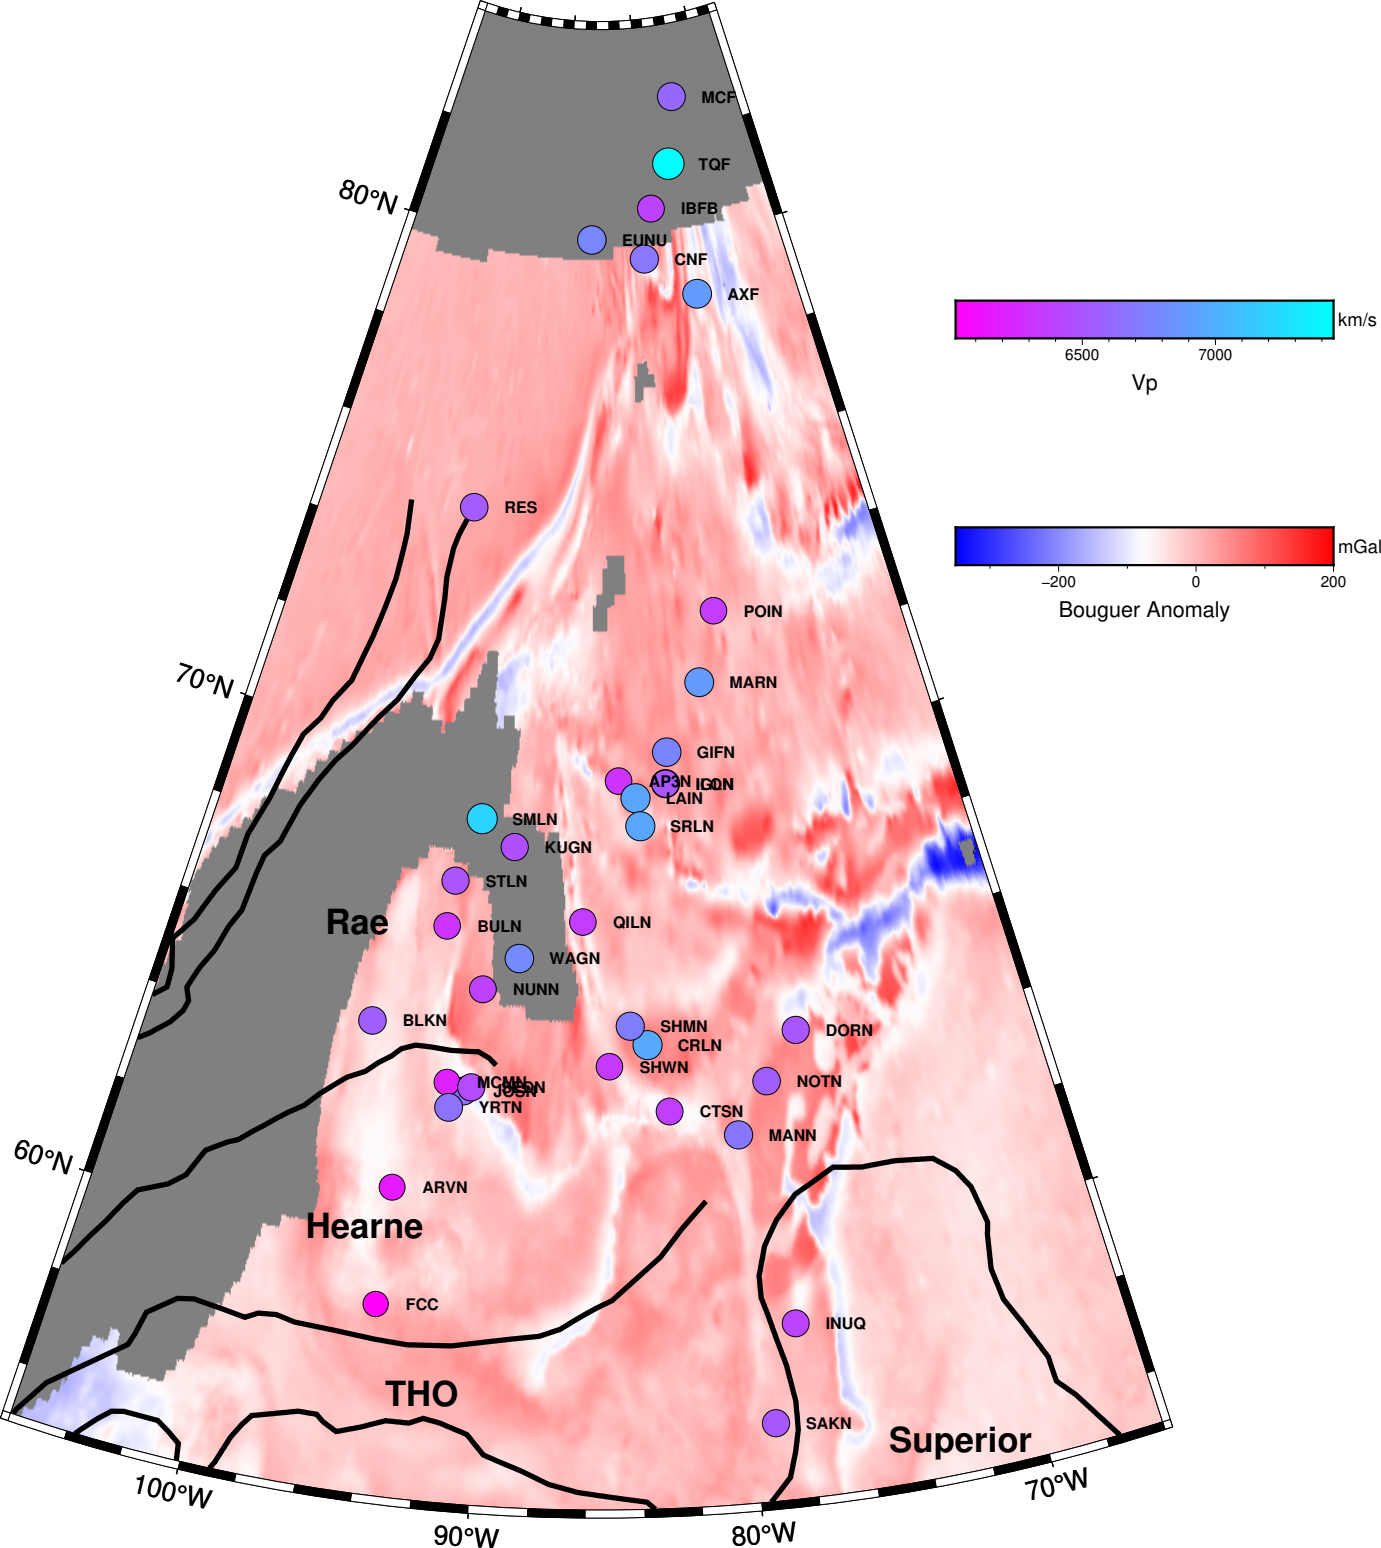 MCF
TQF
80°N
IBFB
EUNU
CNF
AXF
km/s
6500
7000
Vp
RES
mGal
−200
0
200
Bouguer Anomaly
POIN
70°N
MARN
GIFN
AP3N
LAIN
SMLN
SRLN
KUGN
STLN
Rae
BULN
QILN
WAGN
NUNN
BLKN
SHMN
DORN
CRLN
SHWN
MCMN
NOTN
YRTN
CTSN
MANN
60°N
ARVN
Hearne
FCC
INUQ
THO
SAKN
Superior
100°W
70°W
90°W
80°W